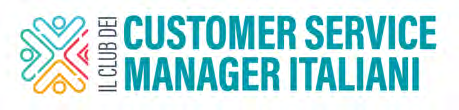 IL CLUB DEI
CUSTOMER SERVICE
MANAGER ITALIANI